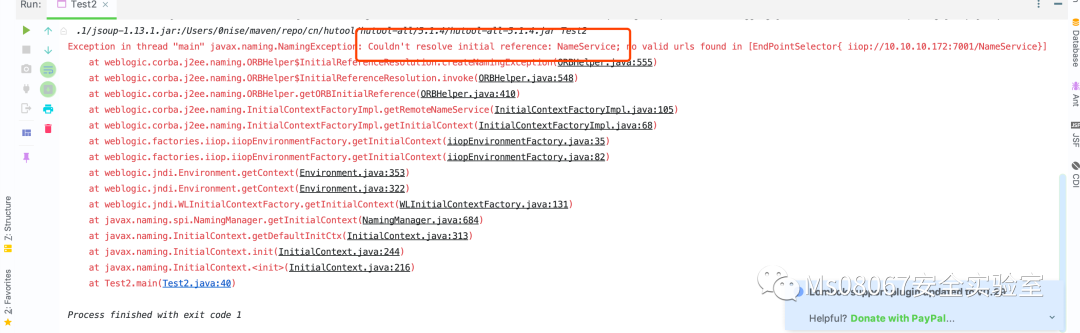 Run:
Test2 ×
.1/jsoup-1.13.1.jar:/Users/0nise/maven/repo/cn/hutool/hutool-all/5.1.4/hutool-all-5.1.4.jar Test2
Exception in thread "main" javax.naming.NamingException: Couldn't resolve initial reference: NameService; no valid urls found in [EndPointSelector{ iiop://10.10.10.172:7001/NameService}]
at weblogic.corba.j2ee.naming.ORBHelper$InitialReferenceResolution.createNamingException(ORBHelper.java:555)
at weblogic.corba.j2ee.naming.ORBHelper$InitialReferenceResolution.invoke(ORBHelper.java:548)
at weblogic.corba.j2ee.naming.ORBHelper.getORBInitialReference(ORBHelper.java:410)
at weblogic.corba.j2ee.naming.InitialContextFactoryImpl.getRemoteNameService(InitialContextFactoryImpl.java:105)
at weblogic.corba.j2ee.naming.InitialContextFactoryImpl.getInitialContext(InitialContextFactoryImpl.java:68)
at weblogic.factories.iiop.iiopEnvironmentFactory.getInitialContext(iiopEnvironmentFactory.java:35)
at weblogic.factories.iiop.iiopEnvironmentFactory.getInitialContext(iiopEnvironmentFactory.java:82)
at weblogic.jndi.Environment.getContext(Environment.java:353)
at weblogic.jndi.Environment.getContext(Environment.java:322)
at weblogic.jndi.WLInitialContextFactory.getInitialContext(WLInitialContextFactory.java:131)
at javax.naming.spi.NamingManager.getInitialContext(NamingManager.java:684)
at javax.naming.InitialContext.getDefaultInitCtx(InitialContext.java:313)
at javax.naming.InitialContext.init(InitialContext.java:244)
at javax.naming.InitialContext.<init>(InitialContext.java:216)
at Test2.main(Test2.java:40)
Process finished with exit code 1
7: Structure
2: Favorites
Database
Ant
JSF
CDI
Ms08067安全实验室
Lombok support plugin updated to
Helpful? Donate with PayPal...